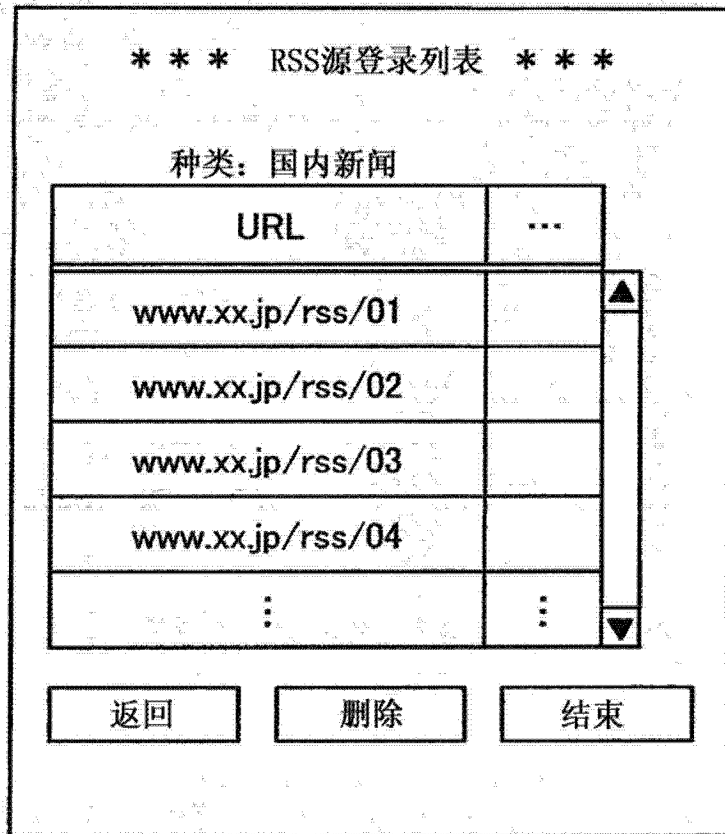 ＊＊＊ RSS源登录列表 ＊＊＊
种类：国内新闻
URL …
www.xx.jp/rss/01
www.xx.jp/rss/02
www.xx.jp/rss/03
www.xx.jp/rss/04
⋮ ⋮
返回 删除 结束